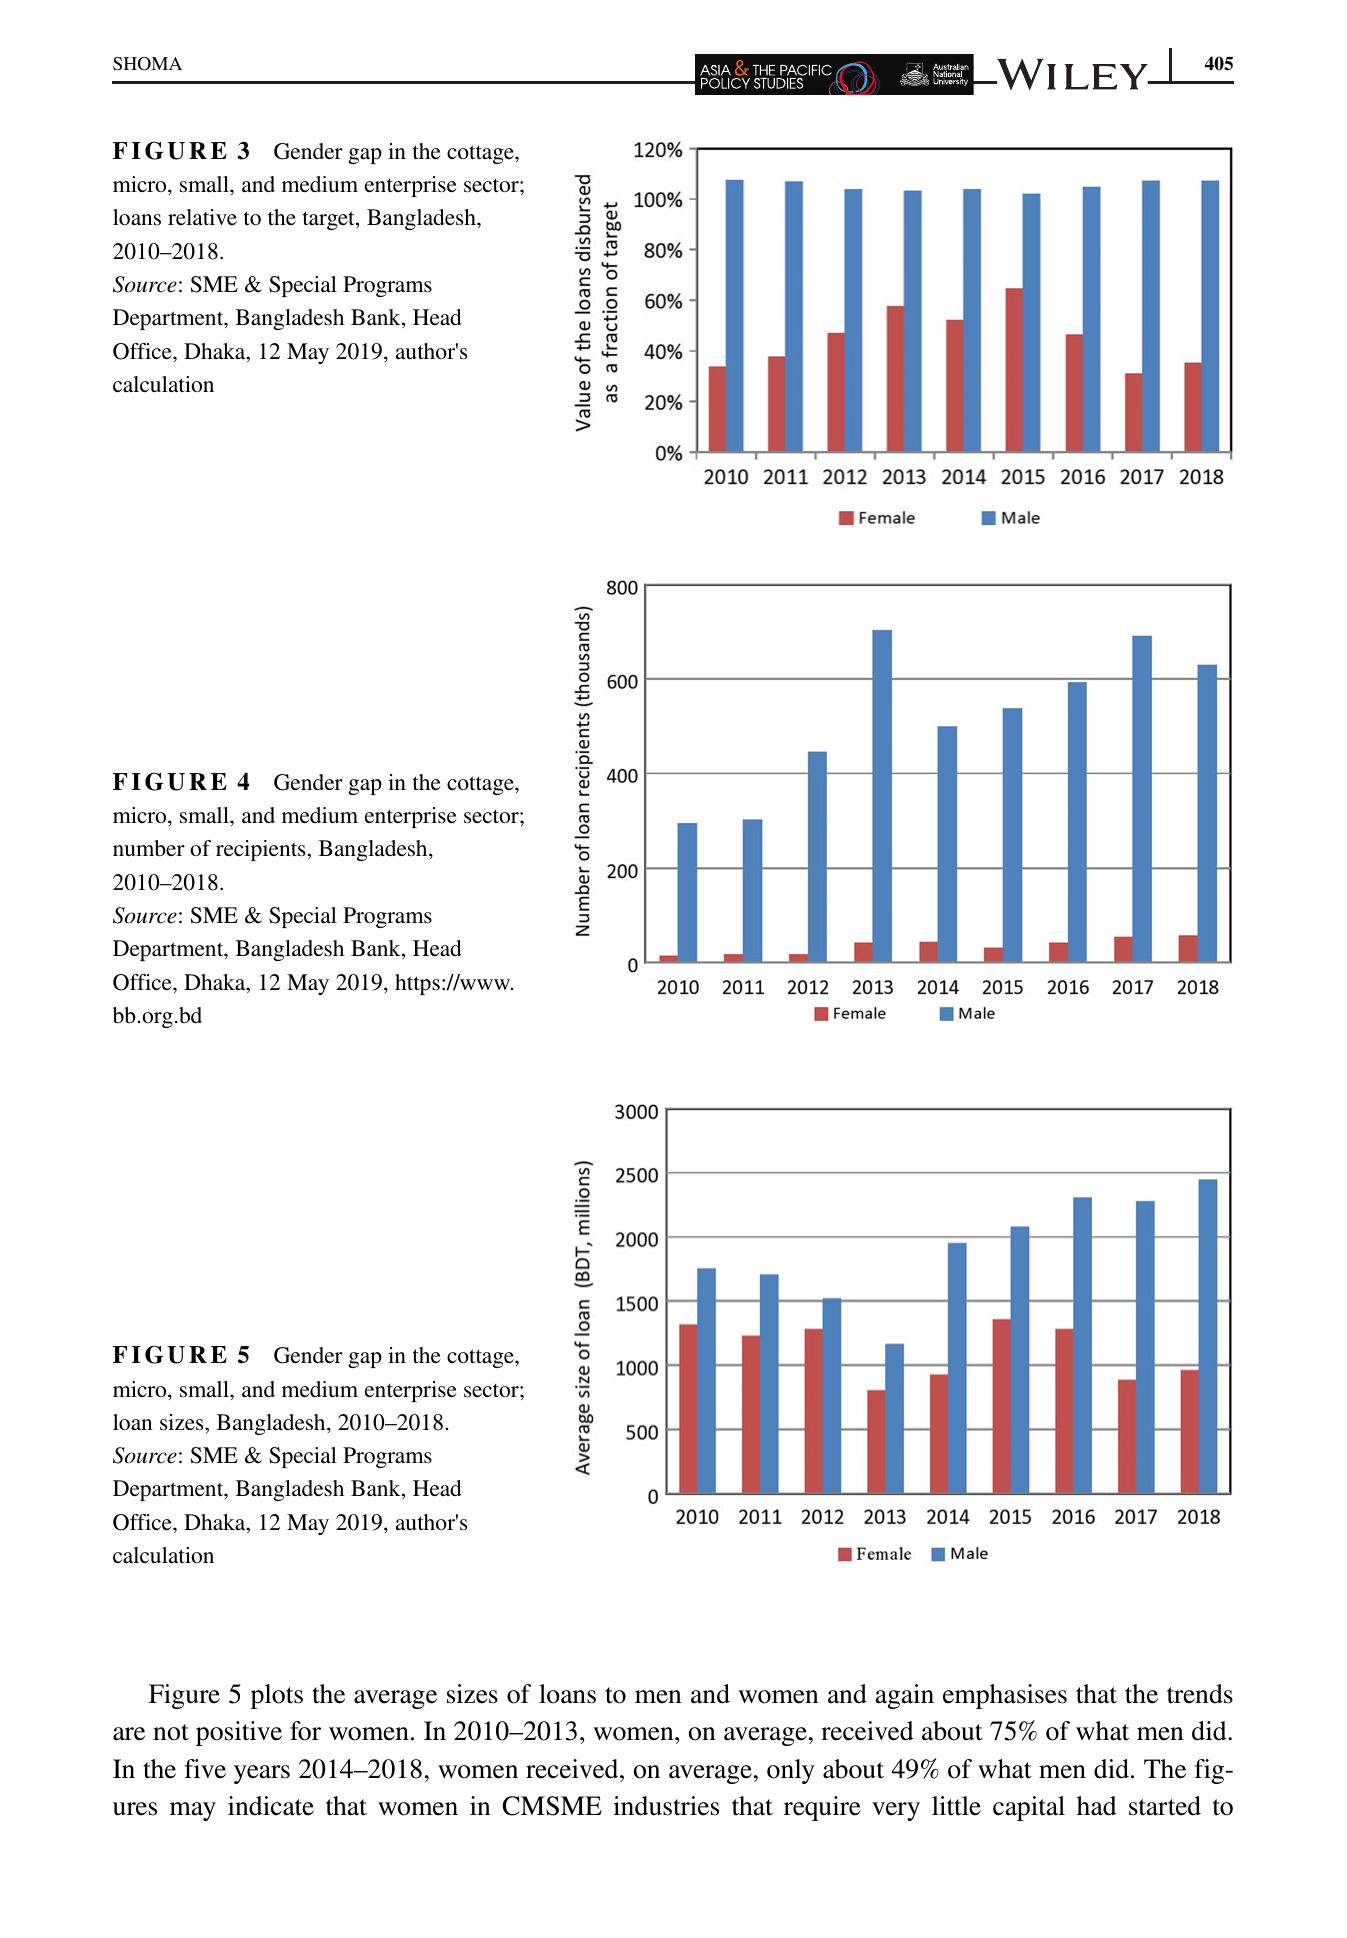 SHOMA
ASIA & THE PACIFIC
POLICY STUDIES
Australian
National
University
WILEY
405
FIGURE 3 Gender gap in the cottage,
micro, small, and medium enterprise sector;
loans relative to the target, Bangladesh,
2010–2018.
Source: SME & Special Programs
Department, Bangladesh Bank, Head
Office, Dhaka, 12 May 2019, author's
calculation
Value of the loans disbursed
as a fraction of target
120%
100%
80%
60%
40%
20%
0%
2010 2011 2012 2013 2014 2015 2016 2017 2018
Female Male
FIGURE 4 Gender gap in the cottage,
micro, small, and medium enterprise sector;
number of recipients, Bangladesh,
2010–2018.
Source: SME & Special Programs
Department, Bangladesh Bank, Head
Office, Dhaka, 12 May 2019, https://www.
bb.org.bd
Number of loan recipients (thousands)
800
600
400
200
0
2010 2011 2012 2013 2014 2015 2016 2017 2018
Female Male
FIGURE 5 Gender gap in the cottage,
micro, small, and medium enterprise sector;
loan sizes, Bangladesh, 2010–2018.
Source: SME & Special Programs
Department, Bangladesh Bank, Head
Office, Dhaka, 12 May 2019, author's
calculation
Average size of loan (BDT, millions)
3000
2500
2000
1500
1000
500
0
2010 2011 2012 2013 2014 2015 2016 2017 2018
Female Male
Figure 5 plots the average sizes of loans to men and women and again emphasises that the trends
are not positive for women. In 2010–2013, women, on average, received about 75% of what men did.
In the five years 2014–2018, women received, on average, only about 49% of what men did. The fig-
ures may indicate that women in CMSME industries that require very little capital had started to